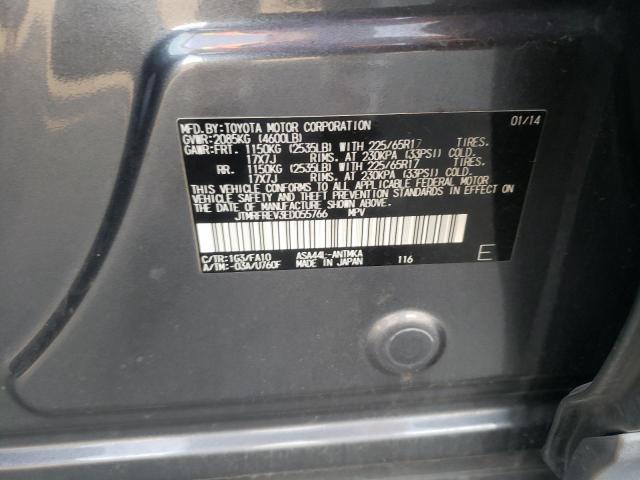 MFD. BY: TOYOTA MOTOR CORPORATION 01/14
GVWR: 2085KG (4600LB)
GAWR: FRT. 1150KG (2535LB) WITH 225/65R17 TIRES.
17X7J RIMS. AT 230KPA (33PSI) COLD.
RR. 1150KG (2535LB) WITH 225/65R17 TIRES.
17X7J RIMS. AT 230KPA (33PSI) COLD.
THIS VEHICLE CONFORMS TO ALL APPLICABLE FEDERAL MOTOR
VEHICLE SAFETY AND THEFT PREVENTION STANDARDS IN EFFECT
ON THE DATE OF MANUFACTURE SHOWN ABOVE.
JTMRFREV3ED055766 MPV
C/TR: 1G3/FA10 ASA44L-ANTMKA
A/TM: -03A/U760F MADE IN JAPAN 116 E